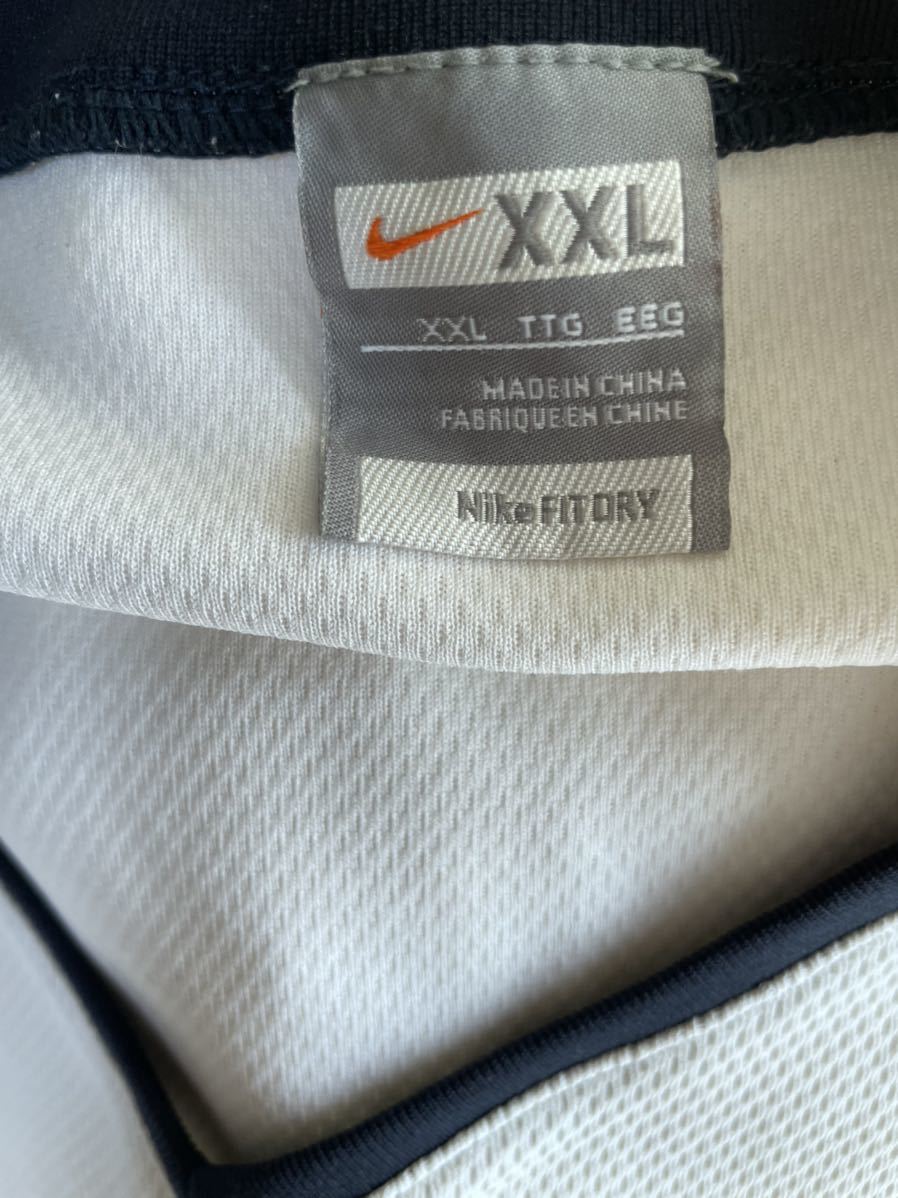 XXL
XXL TTG EEG
MADE IN CHINA
FABRIQUE EN CHINE
Nike FIT DRY